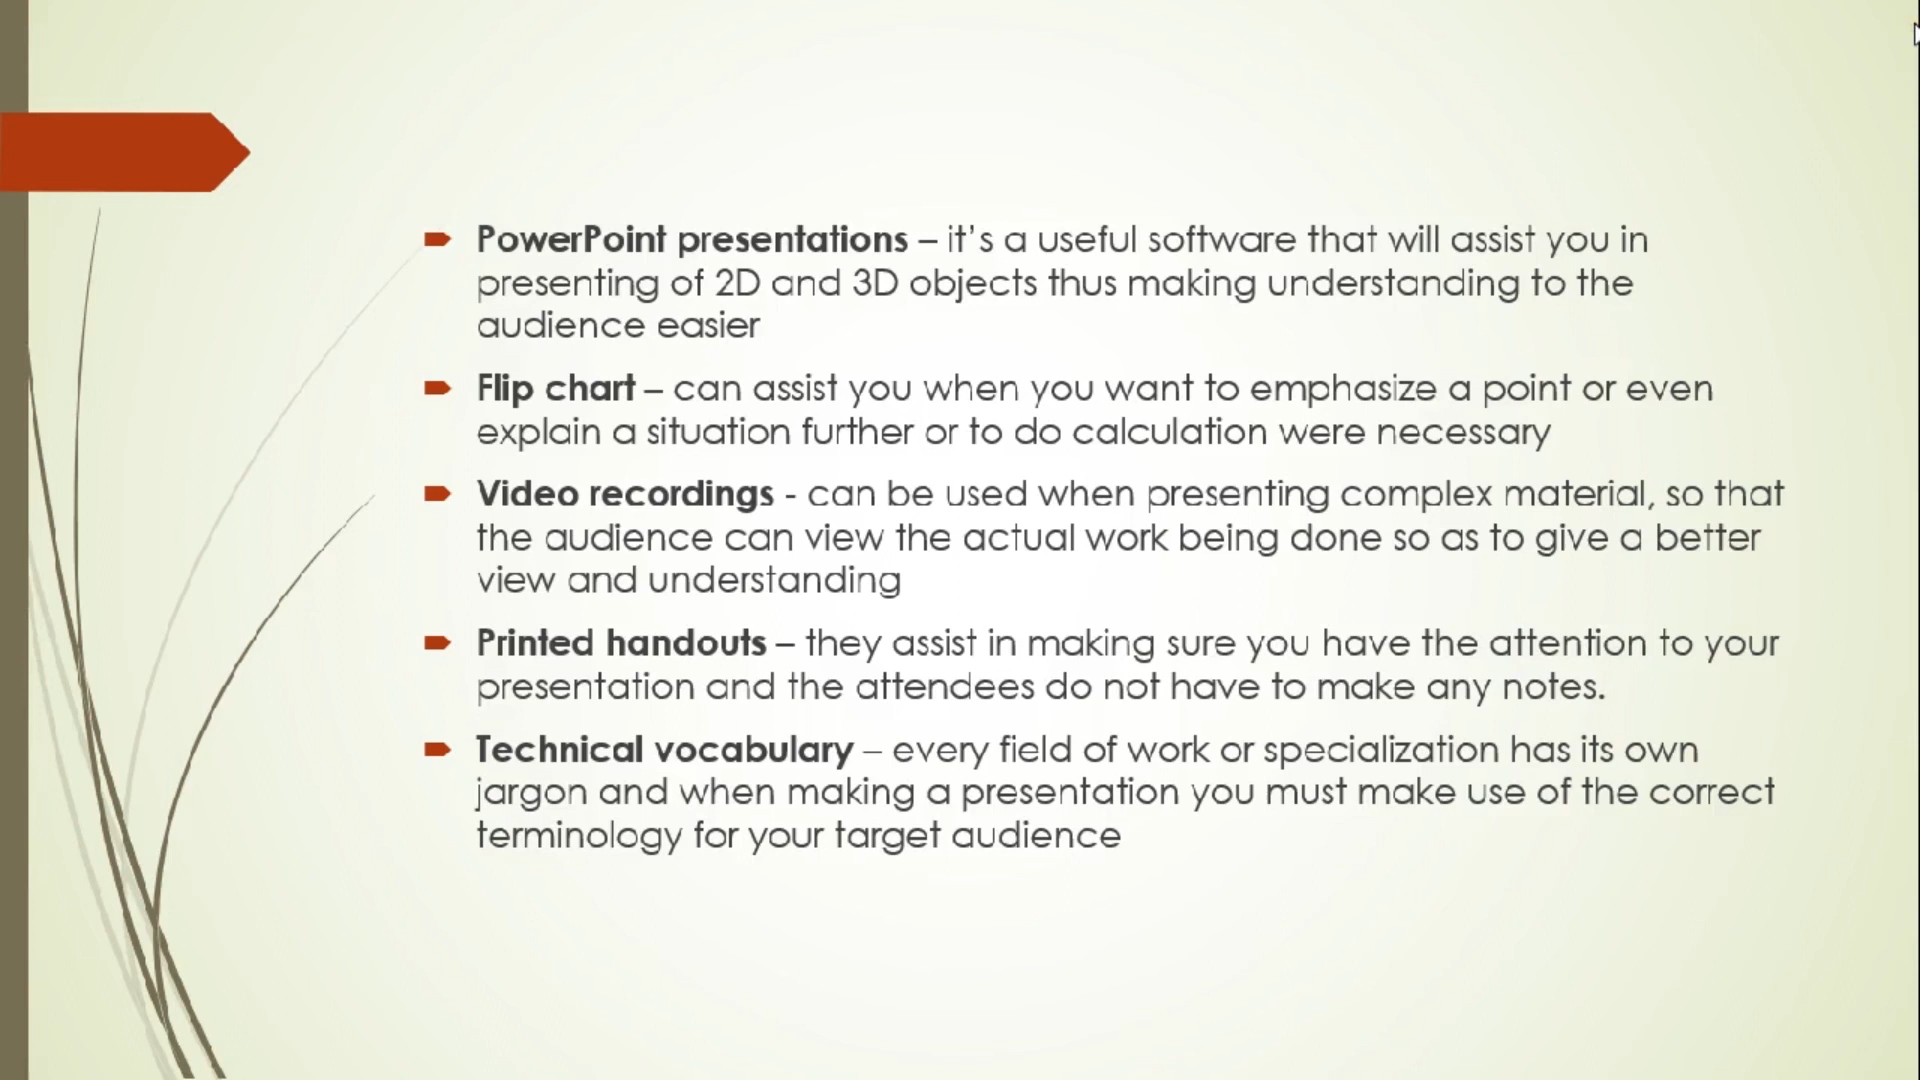 PowerPoint presentations – it's a useful software that will assist you in
presenting of 2D and 3D objects thus making understanding to the
audience easier
Flip chart – can assist you when you want to emphasize a point or even
explain a situation further or to do calculation were necessary
Video recordings - can be used when presenting complex material, so that
the audience can view the actual work being done so as to give a better
view and understanding
Printed handouts – they assist in making sure you have the attention to your
presentation and the attendees do not have to make any notes.
Technical vocabulary – every field of work or specialization has its own
jargon and when making a presentation you must make use of the correct
terminology for your target audience